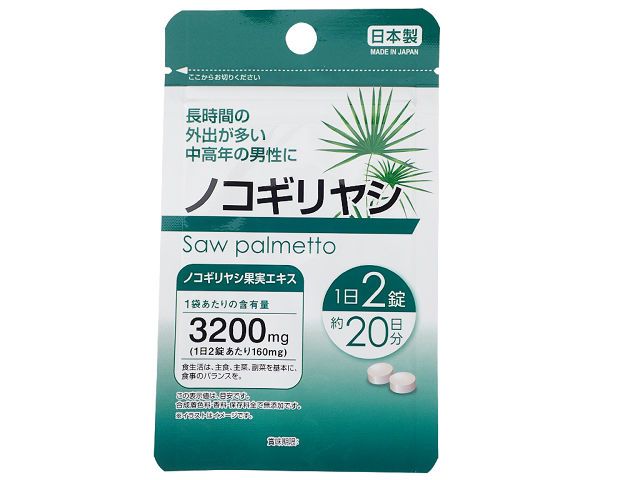 日本製
MADE IN JAPAN
ここからお切りください
長時間の
外出が多い
中高年の男性に
ノコギリヤシ
Saw palmetto
ノコギリヤシ果実エキス
1袋あたりの含有量
3200mg
(1日2錠あたり160mg)
食生活は、主食、主菜、副菜を基本に、
食事のバランスを。
この表示値は、目安です。
合成着色料・香料・保存料全て無添加です。
※イラストはイメージです。
1日2錠
約20日分
賞味期限: